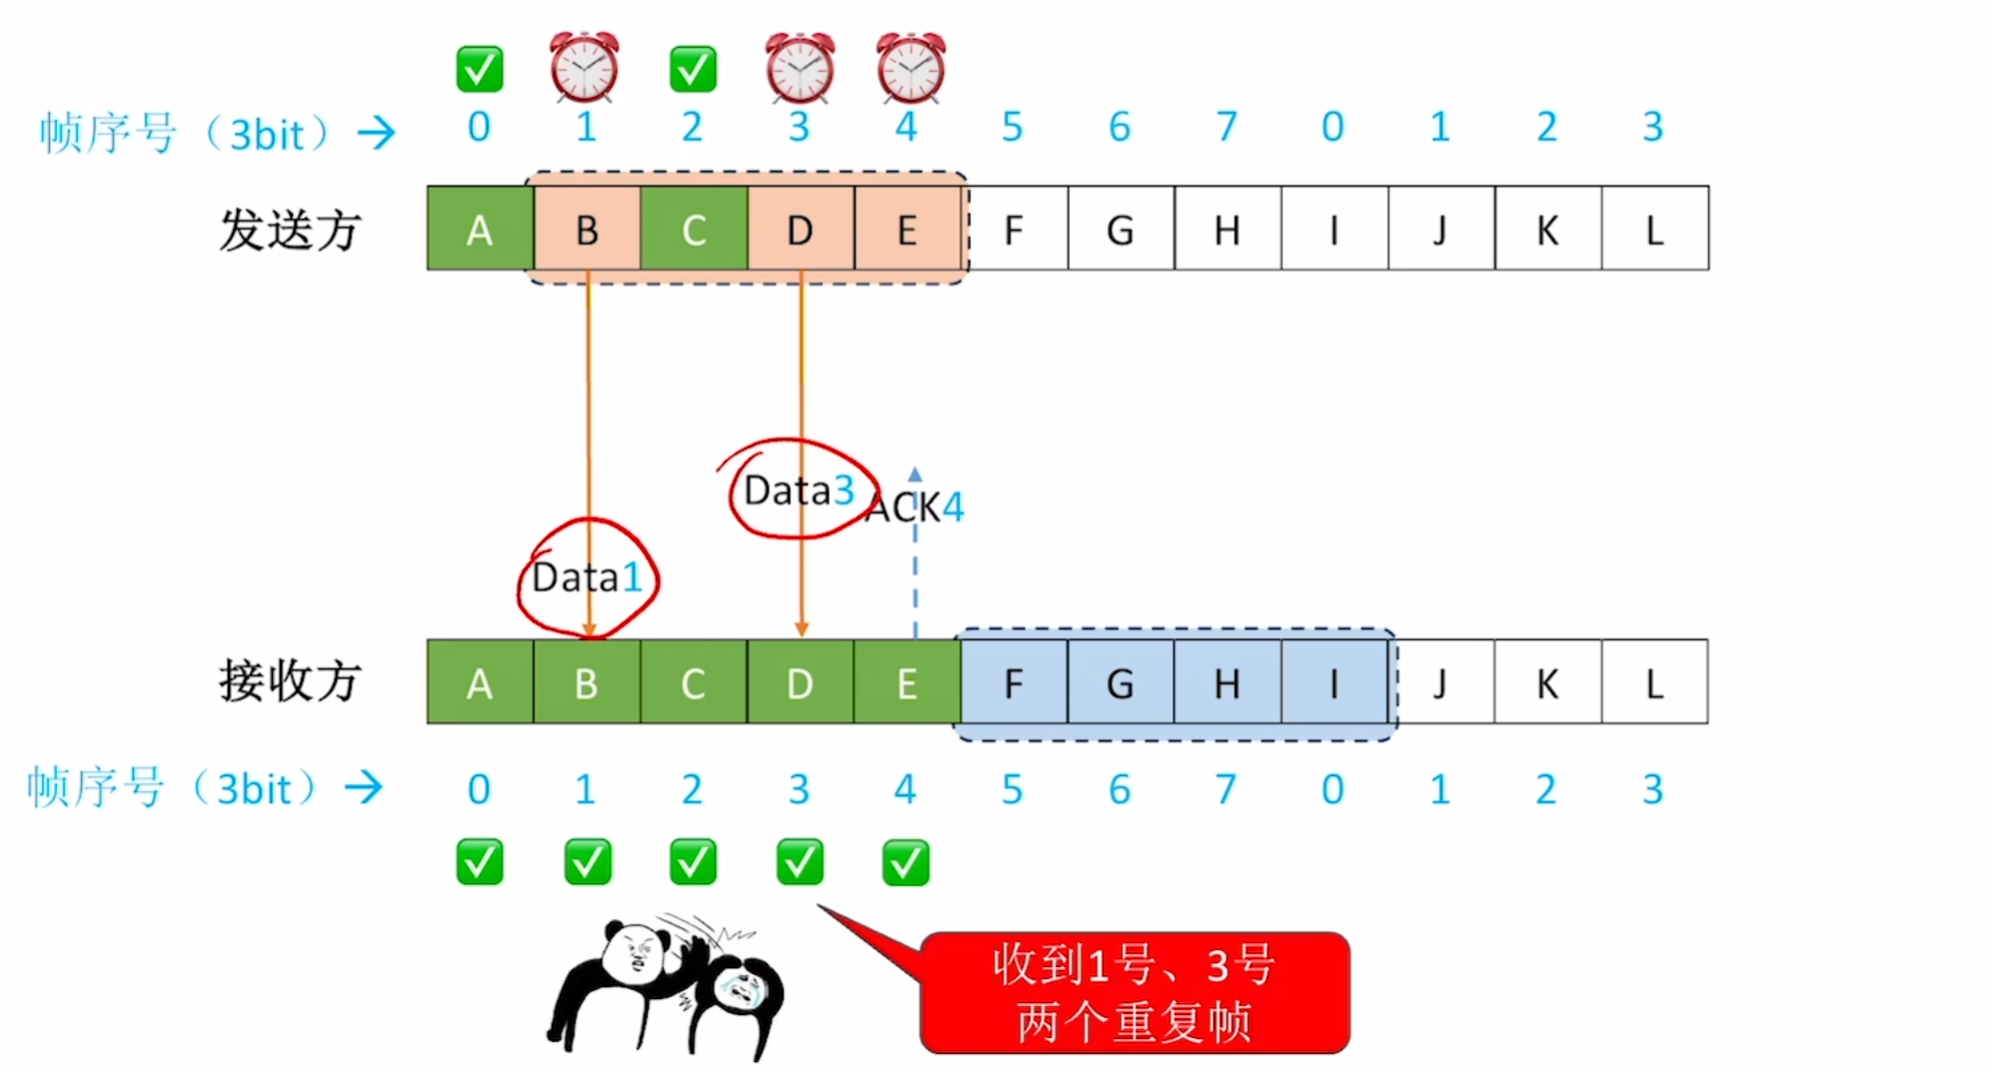 帧序号（3bit）→ 0 1 2 3 4 5 6 7 0 1 2 3
发送方 A B C D E F G H I J K L
Data3 ACK4
Data1
接收方 A B C D E F G H I J K L
帧序号（3bit）→ 0 1 2 3 4 5 6 7 0 1 2 3
收到1号、3号
两个重复帧